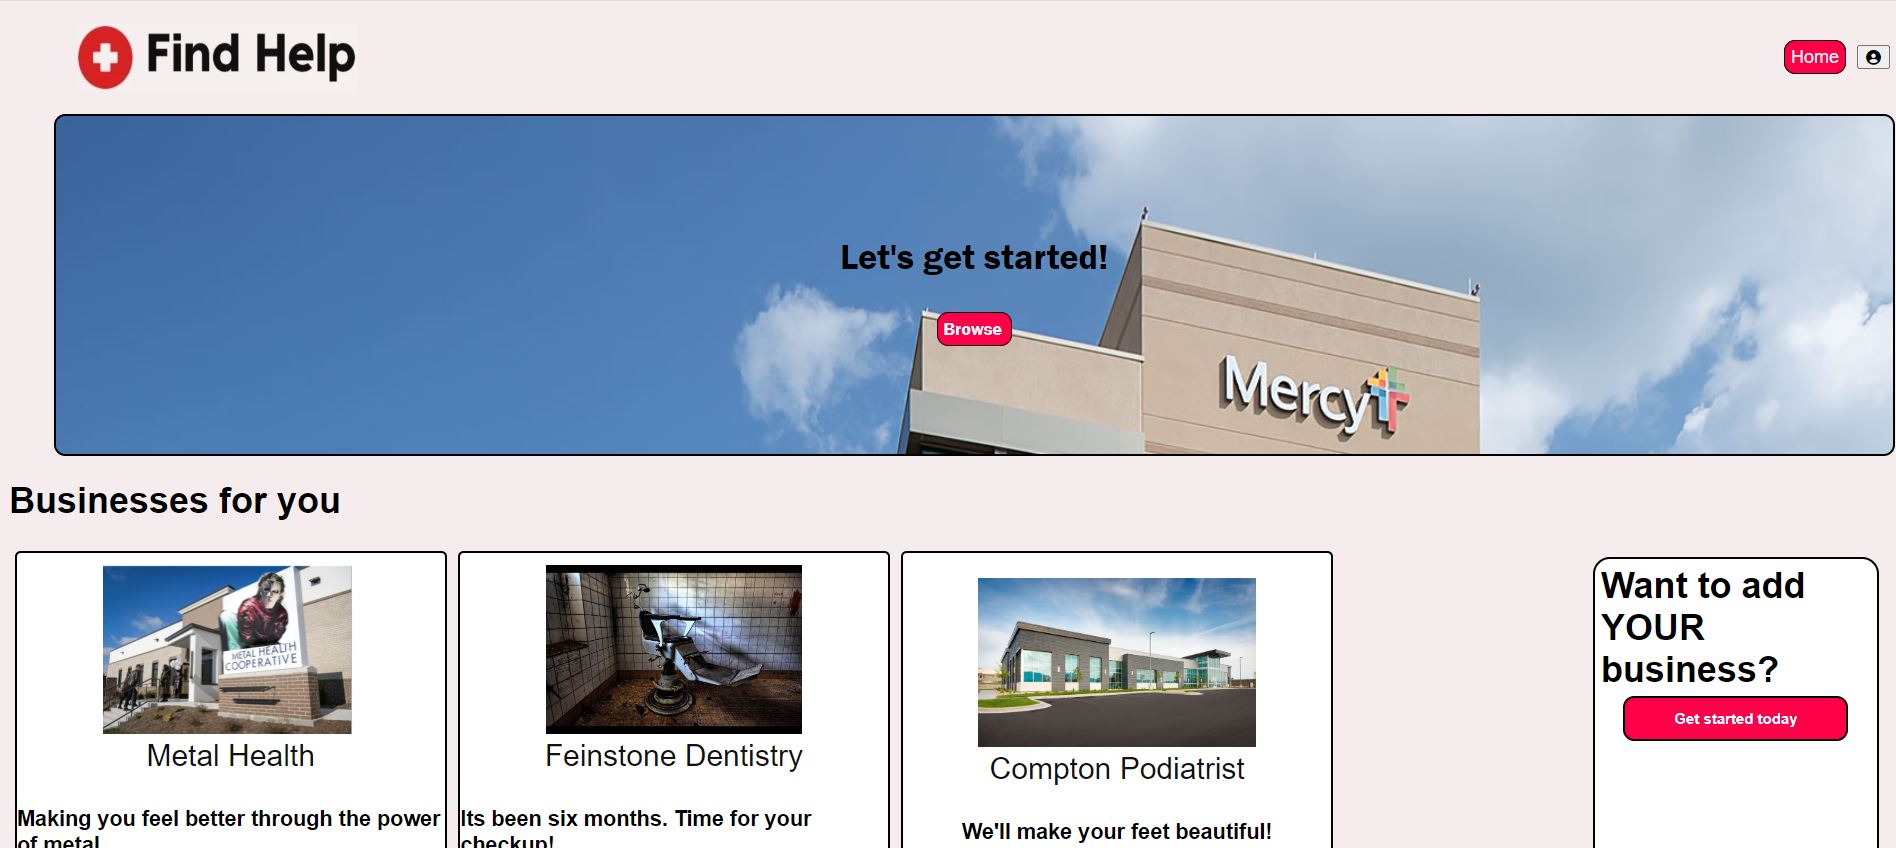 Find Help
Home
Let's get started!
Browse
Mercy
Businesses for you
METAL HEALTH
COOPERATIVE
Metal Health
Making you feel better through the power
of metal
Feinstone Dentistry
Its been six months. Time for your
checkup!
Compton Podiatrist
We'll make your feet beautiful!
Want to add
YOUR
business?
Get started today